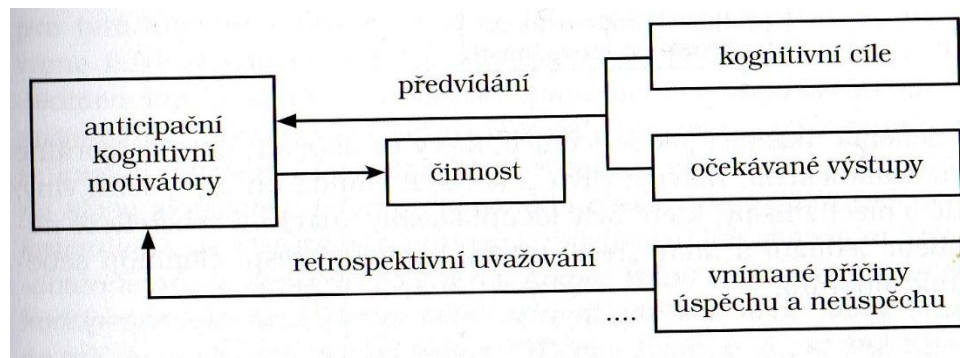 kognitivní cíle
předvídání
anticipační
kognitivní
motivátory
činnost
očekávané výstupy
retrospektivní uvažování
vnímané příčiny
úspěchu a neúspěchu
....